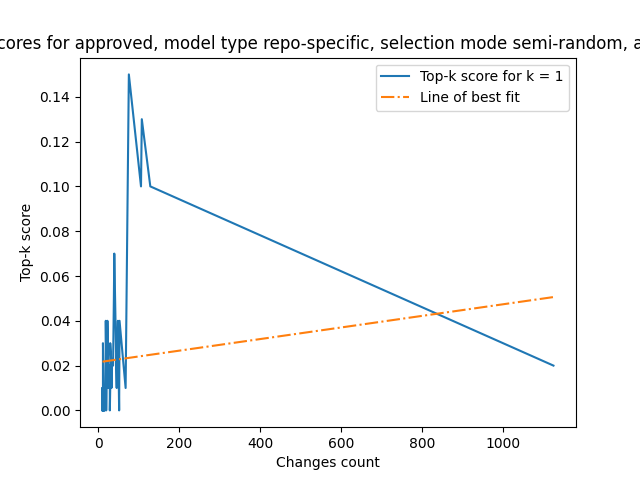 for approved, model type repo-specific, selection mode semi-random,
Top-k score for k = 1
Line of best fit
Top-k score
0.14
0.12
0.10
0.08
0.06
0.04
0.02
0.00
0
200
400
600
800
1000
Changes count